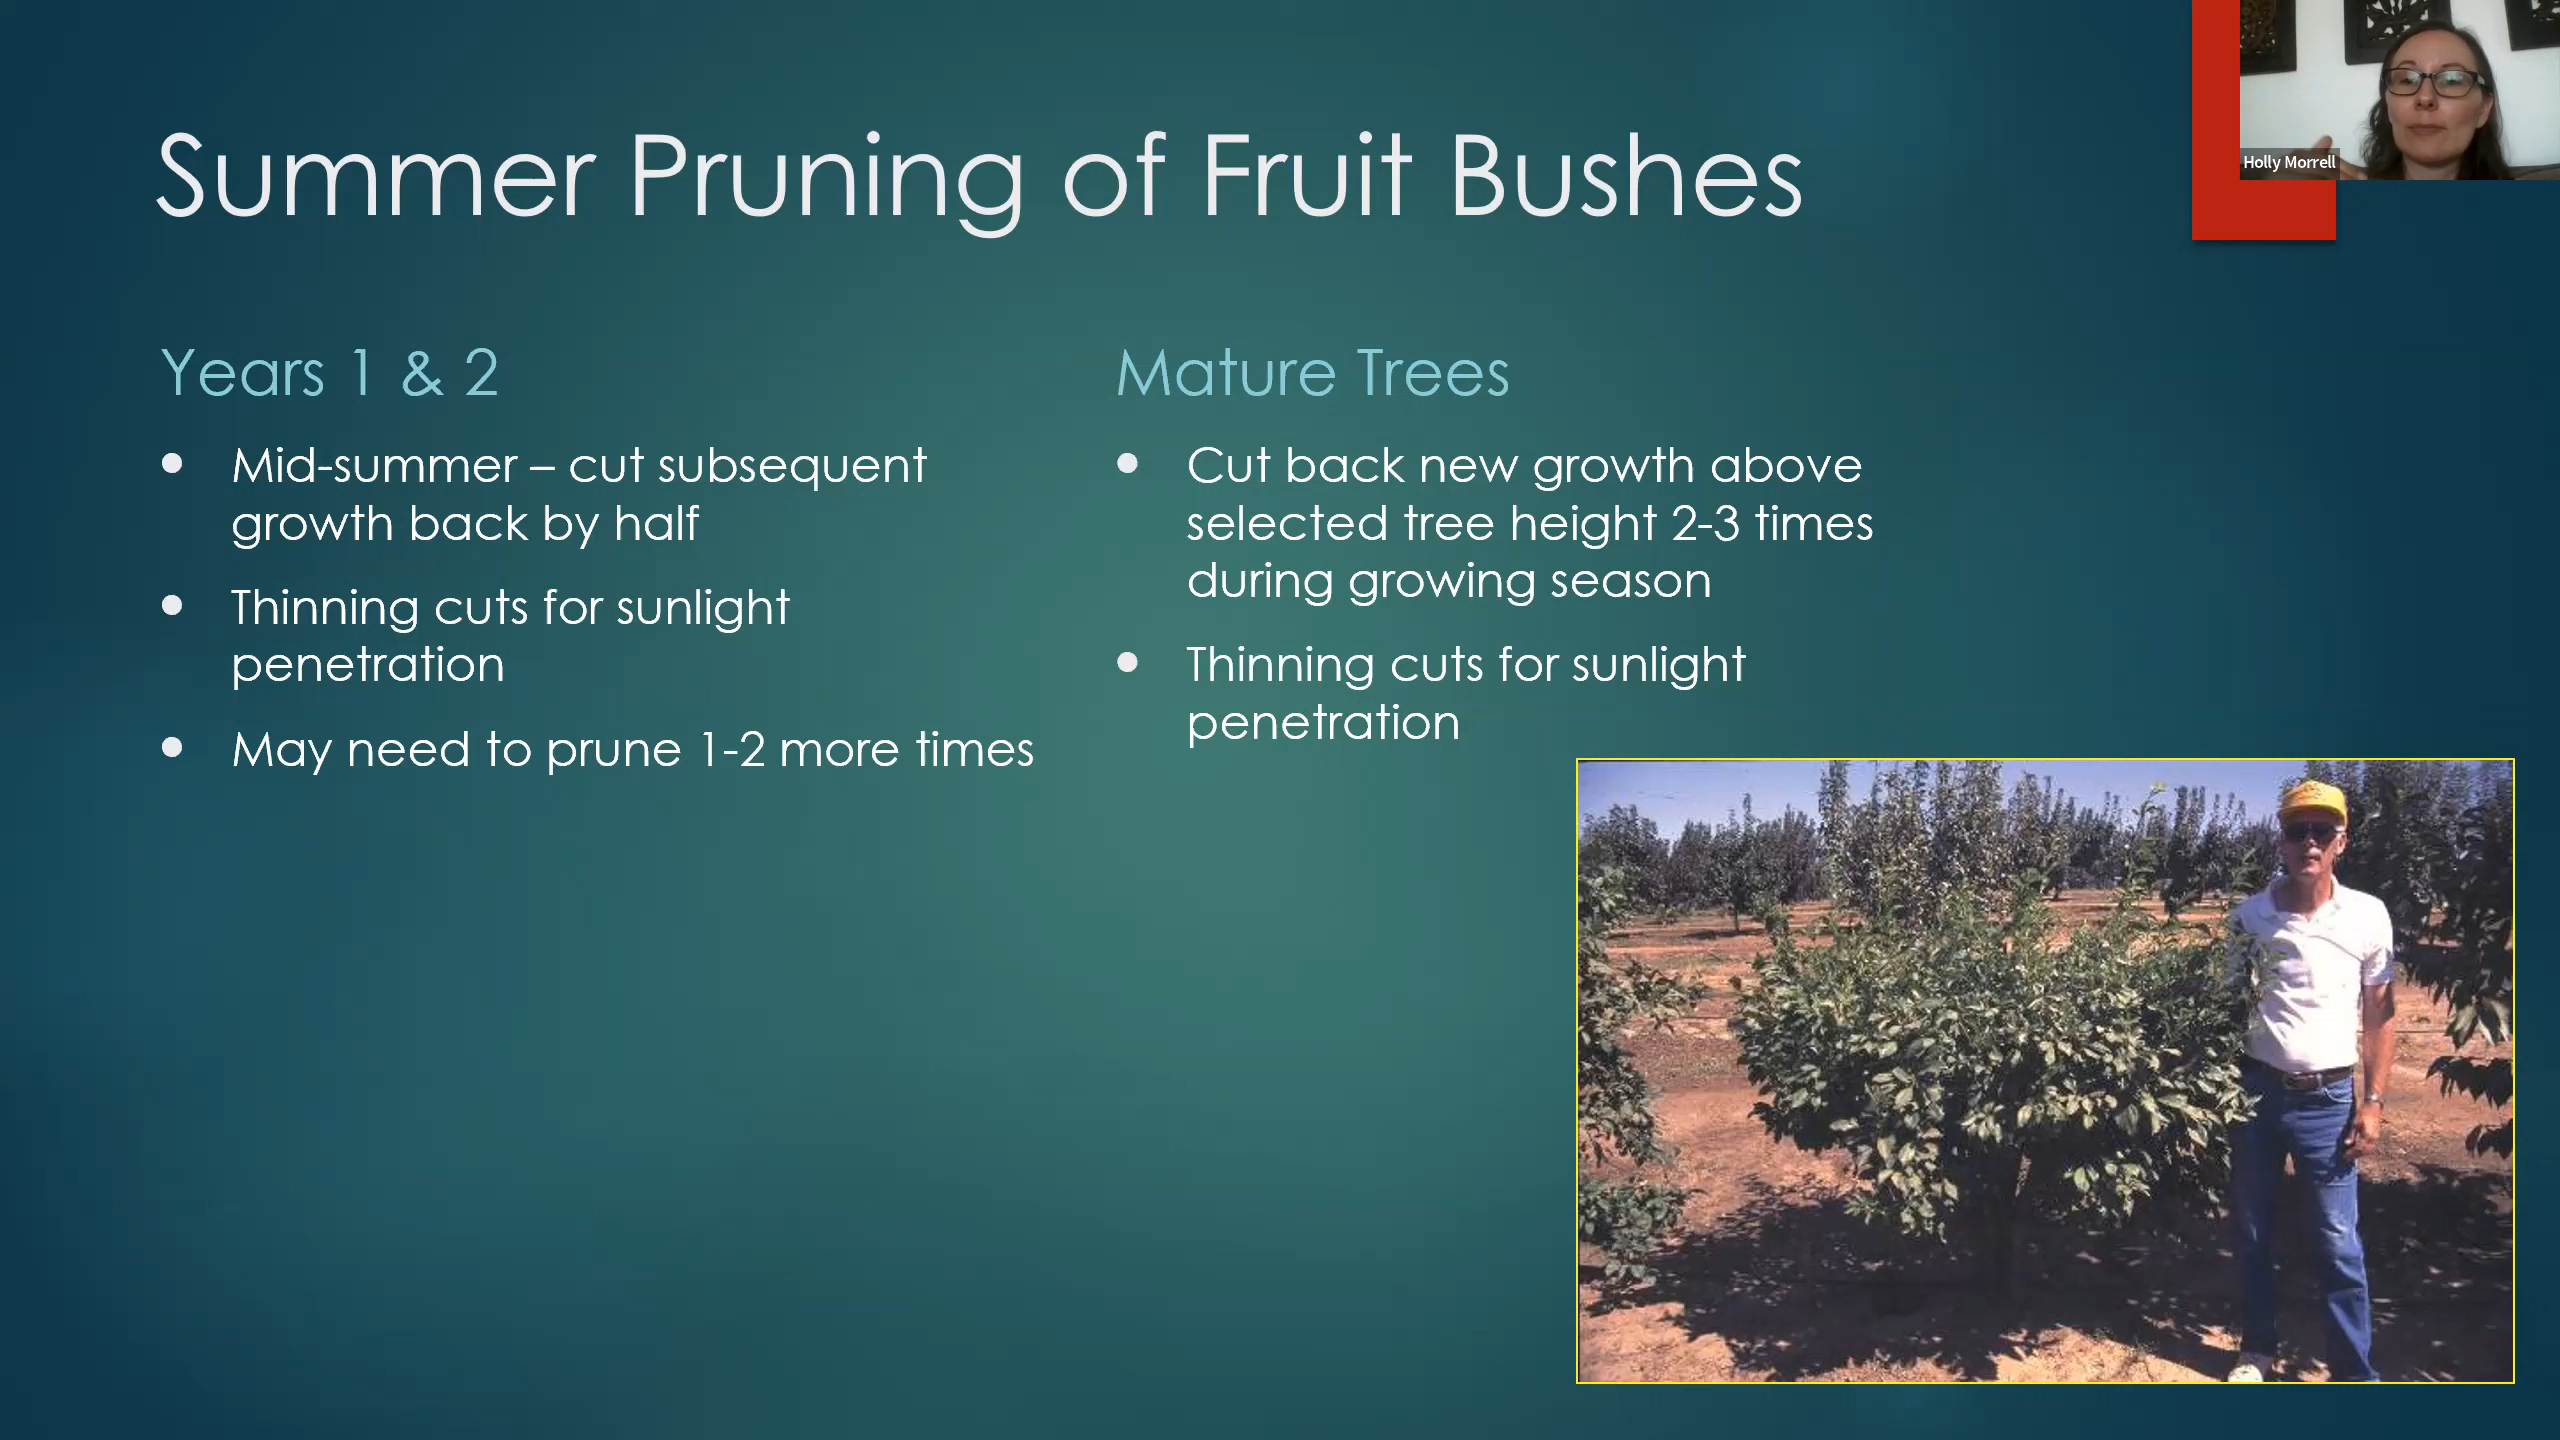 Summer Pruning of Fruit Bushes
Holly Morrell
Years 1 & 2
• Mid-summer – cut subsequent
growth back by half
• Thinning cuts for sunlight
penetration
• May need to prune 1-2 more times
Mature Trees
• Cut back new growth above
selected tree height 2-3 times
during growing season
• Thinning cuts for sunlight
penetration